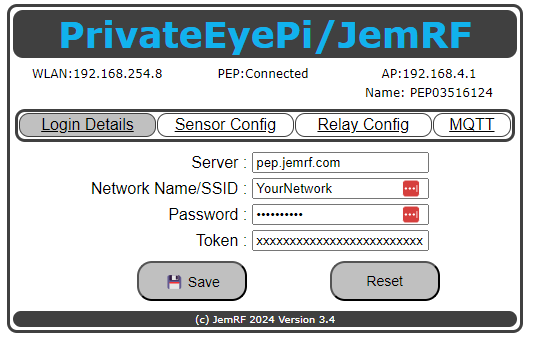 PrivateEyePi/JemRF
WLAN:192.168.254.8 PEP:Connected AP:192.168.4.1
Name: PEP03516124
Login Details Sensor Config Relay Config MQTT
Server : pep.jemrf.com
Network Name/SSID : YourNetwork
Password : ••••••••••
Token : xxxxxxxxxxxxxxxxxxxxxxxxx
Save Reset
(c) JemRF 2024 Version 3.4